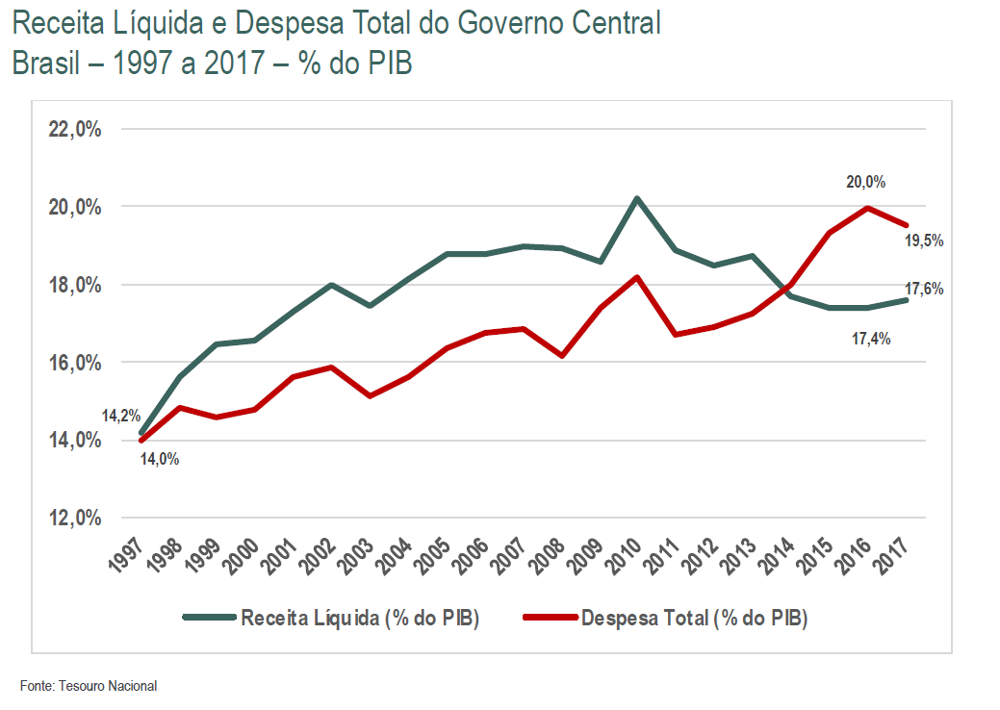 Receita Líquida e Despesa Total do Governo Central
Brasil – 1997 a 2017 – % do PIB
22,0%
20,0%
18,0%
16,0%
14,0%
12,0%
14,2%
14,0%
20,0%
19,5%
17,6%
17,4%
1997 1998 1999 2000 2001 2002 2003 2004 2005 2006 2007 2008 2009 2010 2011 2012 2013 2014 2015 2016 2017
Receita Líquida (% do PIB) Despesa Total (% do PIB)
Fonte: Tesouro Nacional